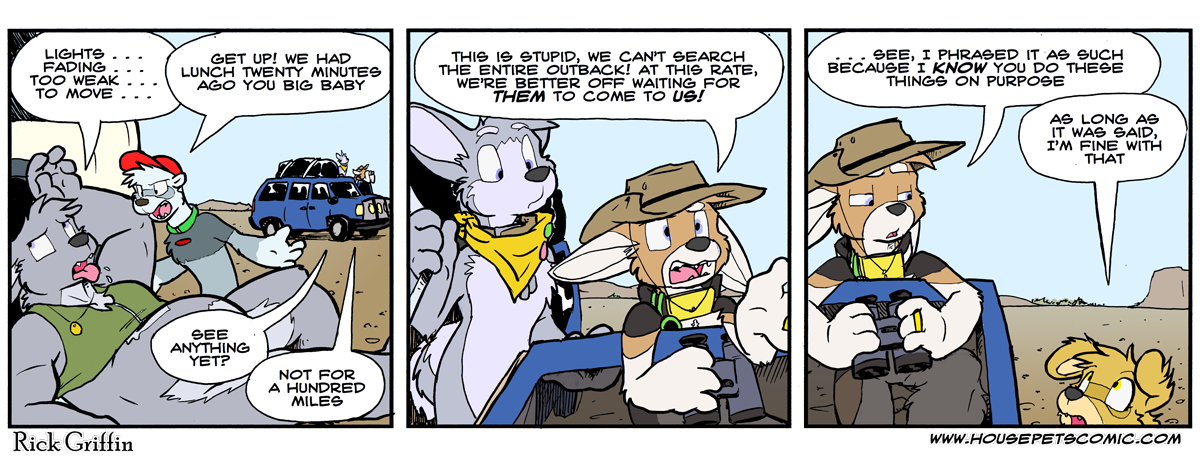 LIGHTS . . .
FADING . . .
TOO WEAK . . .
TO MOVE . . .
GET UP! WE HAD
LUNCH TWENTY MINUTES
AGO YOU BIG BABY
SEE
ANYTHING
YET?
NOT FOR
A HUNDRED
MILES
THIS IS STUPID, WE CAN'T SEARCH
THE ENTIRE OUTBACK! AT THIS RATE,
WE'RE BETTER OFF WAITING FOR
THEM TO COME TO US!
. . . SEE, I PHRASED IT AS SUCH
BECAUSE I KNOW YOU DO THESE
THINGS ON PURPOSE
AS LONG AS
IT WAS SAID,
I'M FINE WITH
THAT
Rick Griffin
WWW.HOUSEPETSCOMIC.COM